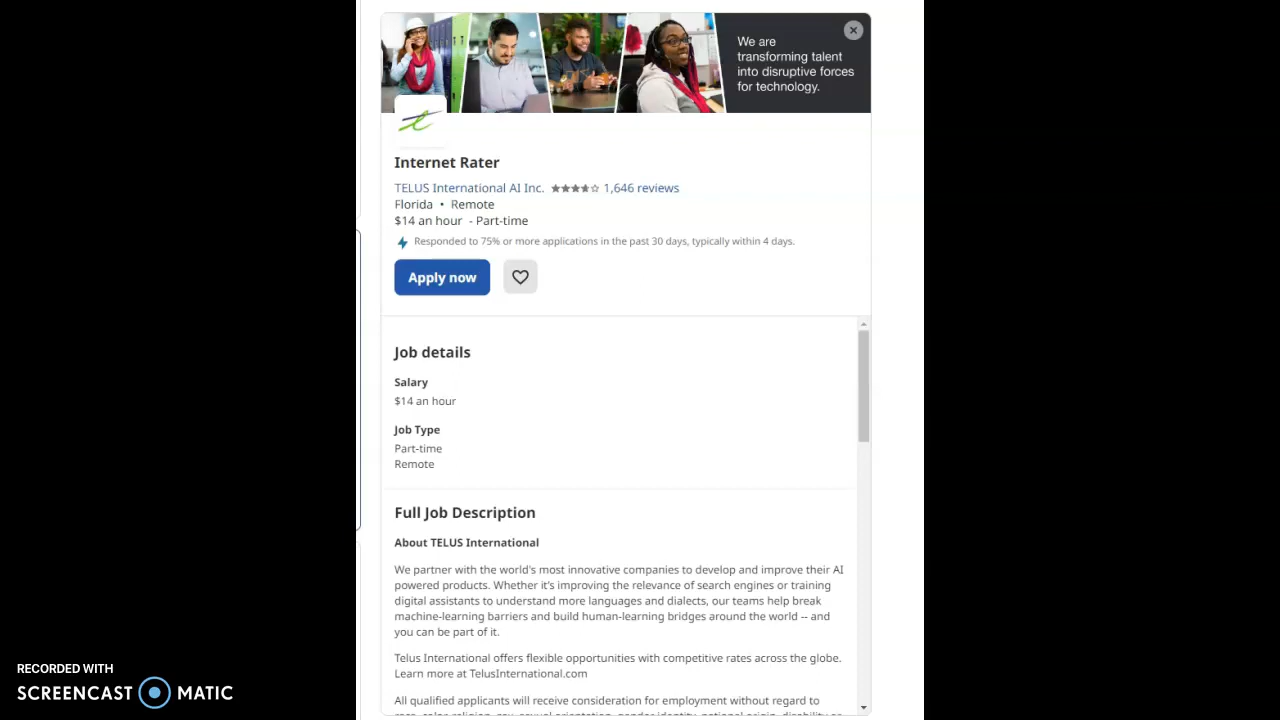 We are
transforming talent
into disruptive forces
for technology.
Internet Rater
TELUS International AI Inc. 1,646 reviews
Florida • Remote
$14 an hour - Part-time
Responded to 75% or more applications in the past 30 days, typically within 4 days.
Apply now
Job details
Salary
$14 an hour
Job Type
Part-time
Remote
Full Job Description
About TELUS International
We partner with the world's most innovative companies to develop and improve their AI
powered products. Whether it's improving the relevance of search engines or training
digital assistants to understand more languages and dialects, our teams help break
machine-learning barriers and build human-learning bridges around the world -- and
you can be part of it.
Telus International offers flexible opportunities with competitive rates across the globe.
Learn more at TelusInternational.com
All qualified applicants will receive consideration for employment without regard to
RECORDED WITH
SCREENCAST MATIC